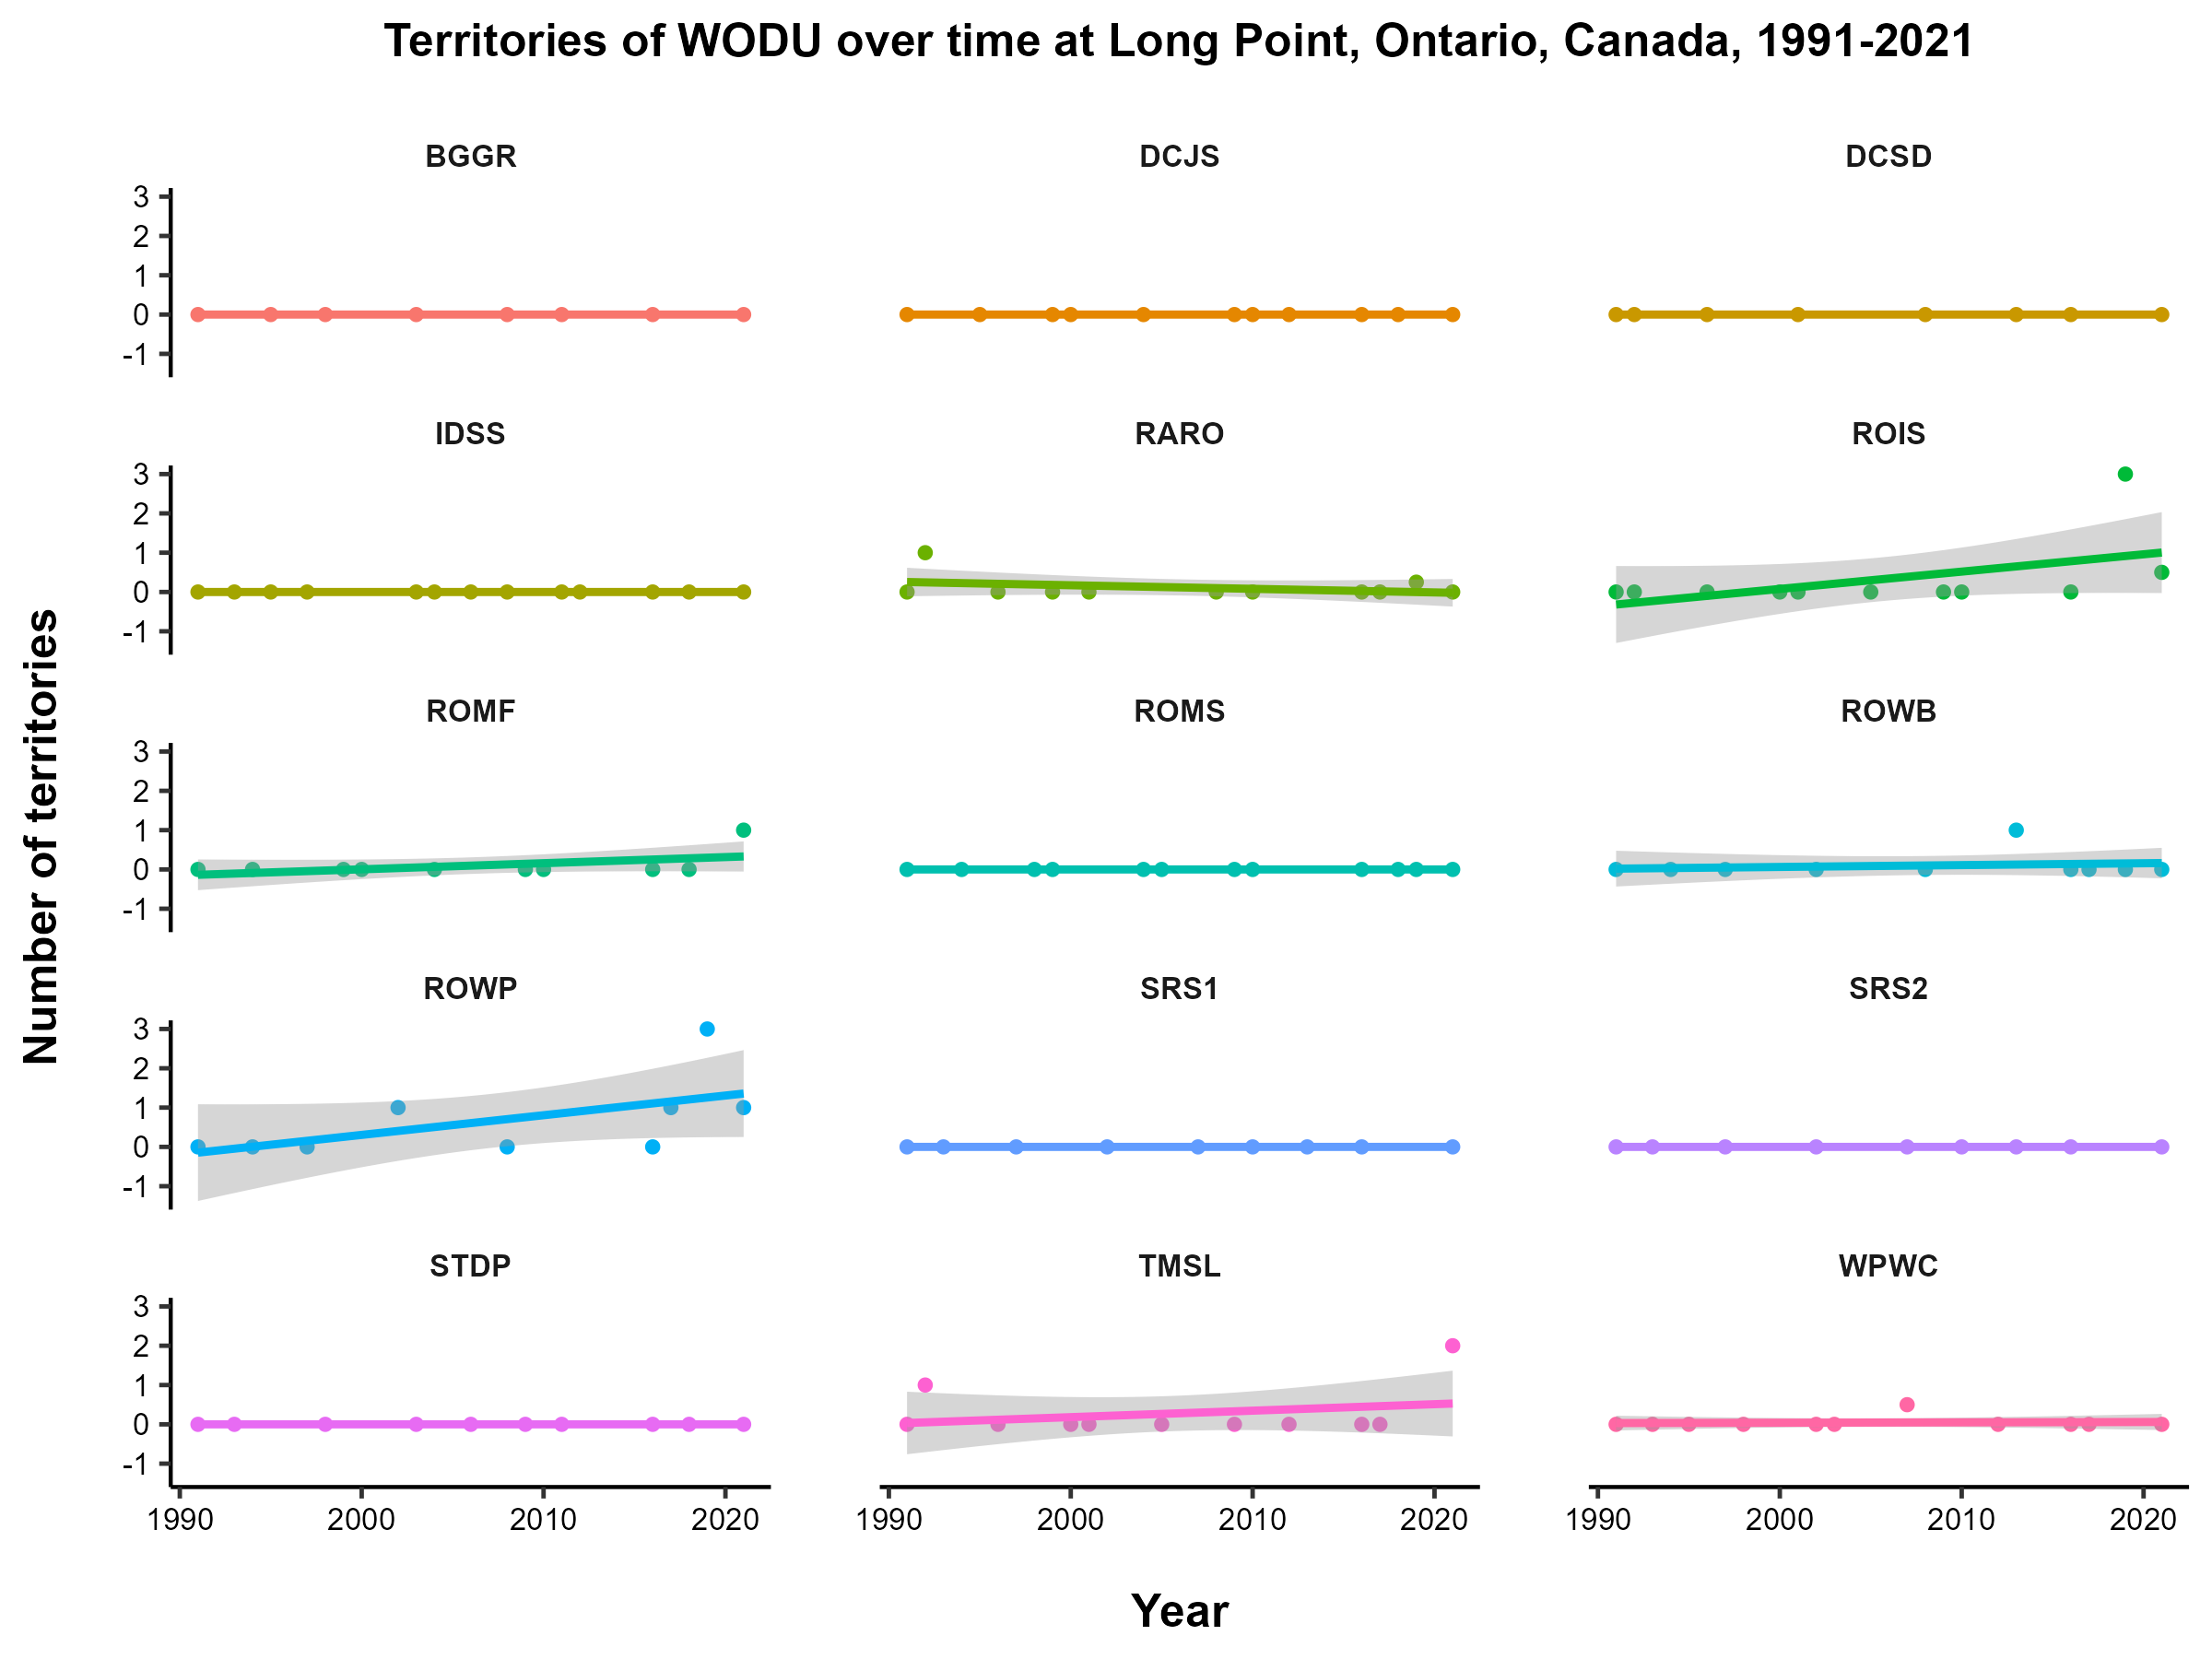 Territories of WODU over time at Long Point, Ontario, Canada, 1991-2021
BGGR DCJS DCSD
3
2
1
0
-1
IDSS RARO ROIS
3
2
1
0
-1
ROMF ROMS ROWB
3
2
1
0
-1
ROWP SRS1 SRS2
3
2
1
0
-1
STDP TMSL WPWC
3
2
1
0
-1
1990 2000 2010 2020 1990 2000 2010 2020 1990 2000 2010 2020
Number of territories
Year